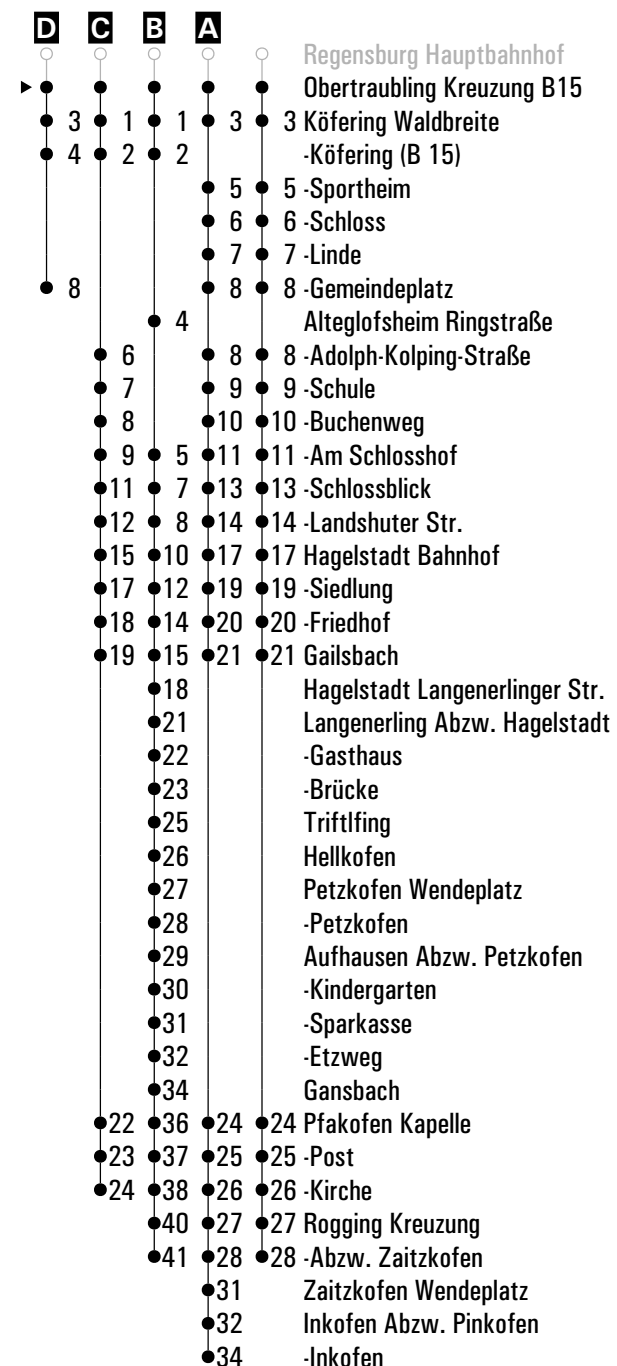 D C B A
Regensburg Hauptbahnhof
Obertraubling Kreuzung B15
3 1 1 3 3 Köfering Waldbreite
4 2 2 -Köfering (B 15)
5 5 -Sportheim
6 6 -Schloss
7 7 -Linde
8 8 8 -Gemeindeplatz
4 Alteglofsheim Ringstraße
6 8 8 -Adolph-Kolping-Straße
7 9 9 -Schule
8 10 10 -Buchenweg
9 5 11 11 -Am Schlosshof
11 7 13 13 -Schlossblick
12 8 14 14 -Landshuter Str.
15 10 17 17 Hagelstadt Bahnhof
17 12 19 19 -Siedlung
18 14 20 20 -Friedhof
19 15 21 21 Gailsbach
18 Hagelstadt Langenerlinger Str.
21 Langenerling Abzw. Hagelstadt
22 -Gasthaus
23 -Brücke
25 Triftlfing
26 Hellkofen
27 Petzkofen Wendeplatz
28 -Petzkofen
29 Aufhausen Abzw. Petzkofen
30 -Kindergarten
31 -Sparkasse
32 -Etzweg
34 Gansbach
22 36 24 24 Pfakofen Kapelle
23 37 25 25 -Post
24 38 26 26 -Kirche
40 27 27 Rogging Kreuzung
41 28 28 -Abzw. Zaitzkofen
31 Zaitzkofen Wendeplatz
32 Inkofen Abzw. Pinkofen
34 -Inkofen